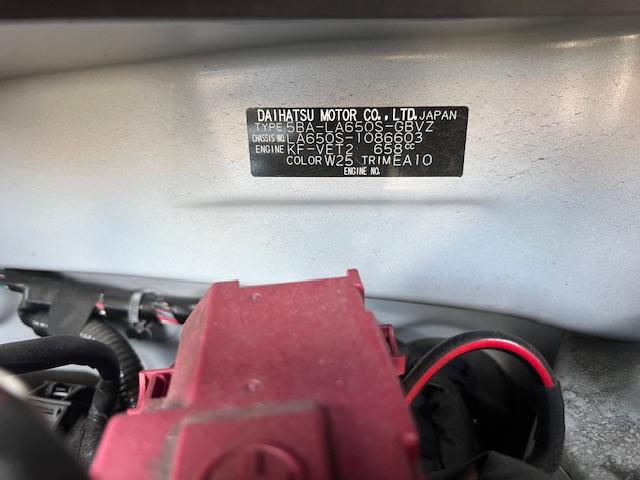 DAIHATSU MOTOR CO., LTD. JAPAN
TYPE 5BA-LA650S-GBVZ
CHASSIS NO. LA650S-1086603
ENGINE KF-VET2 658cc
COLOR W25 TRIM EA10
ENGINE NO.